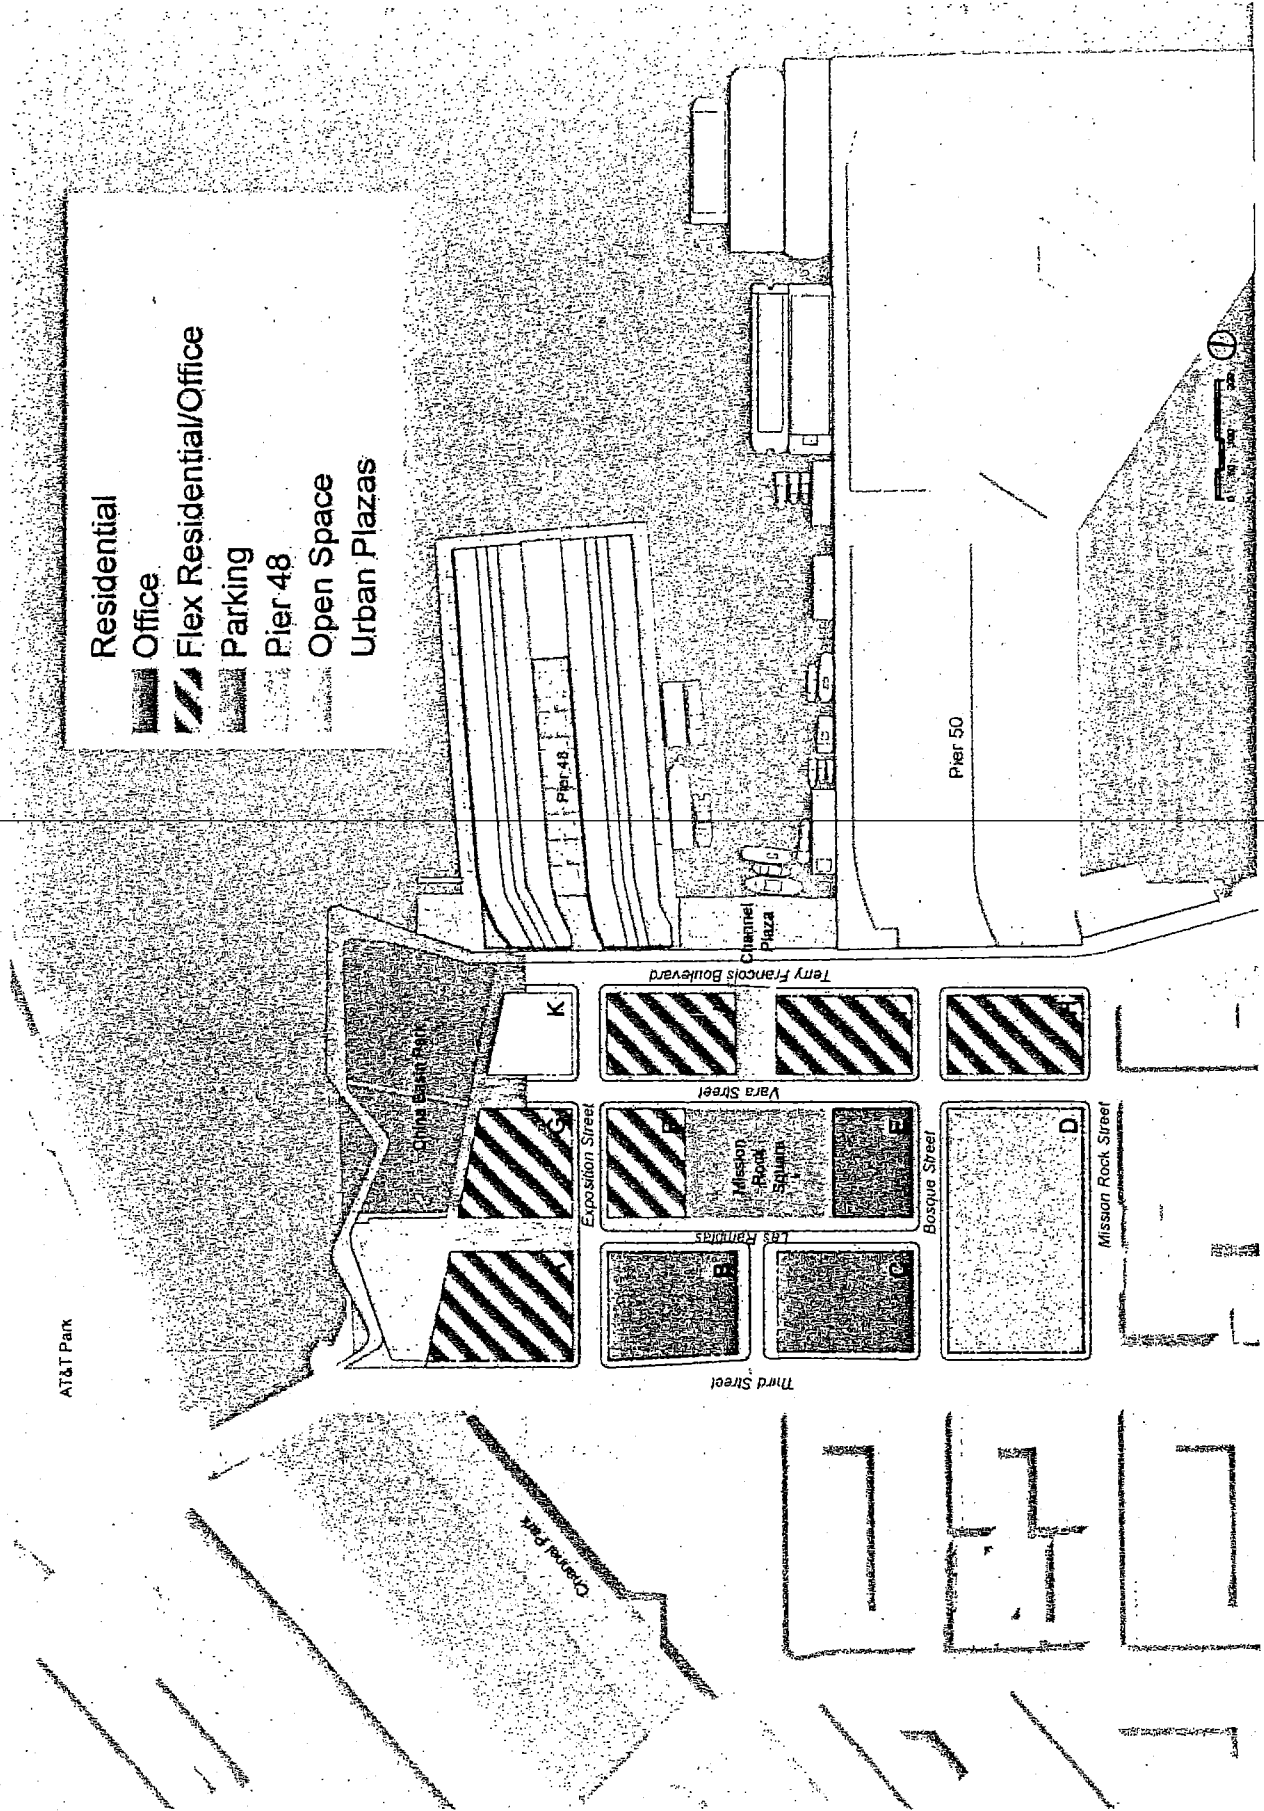 Residential
Office
Flex Residential/Office
Parking
Pier 48
Open Space
Urban Plazas
AT&T Park
China Basin Park
Pier 48
Channel
Plaza
Pier 50
Terry Francois Boulevard
K
Vara Street
G
Exposition Street
Mission
Rock
Square
E
Bosque Street
D
Mission Rock Street
Las Ramblas
A
B
C
Third Street
Channel Park